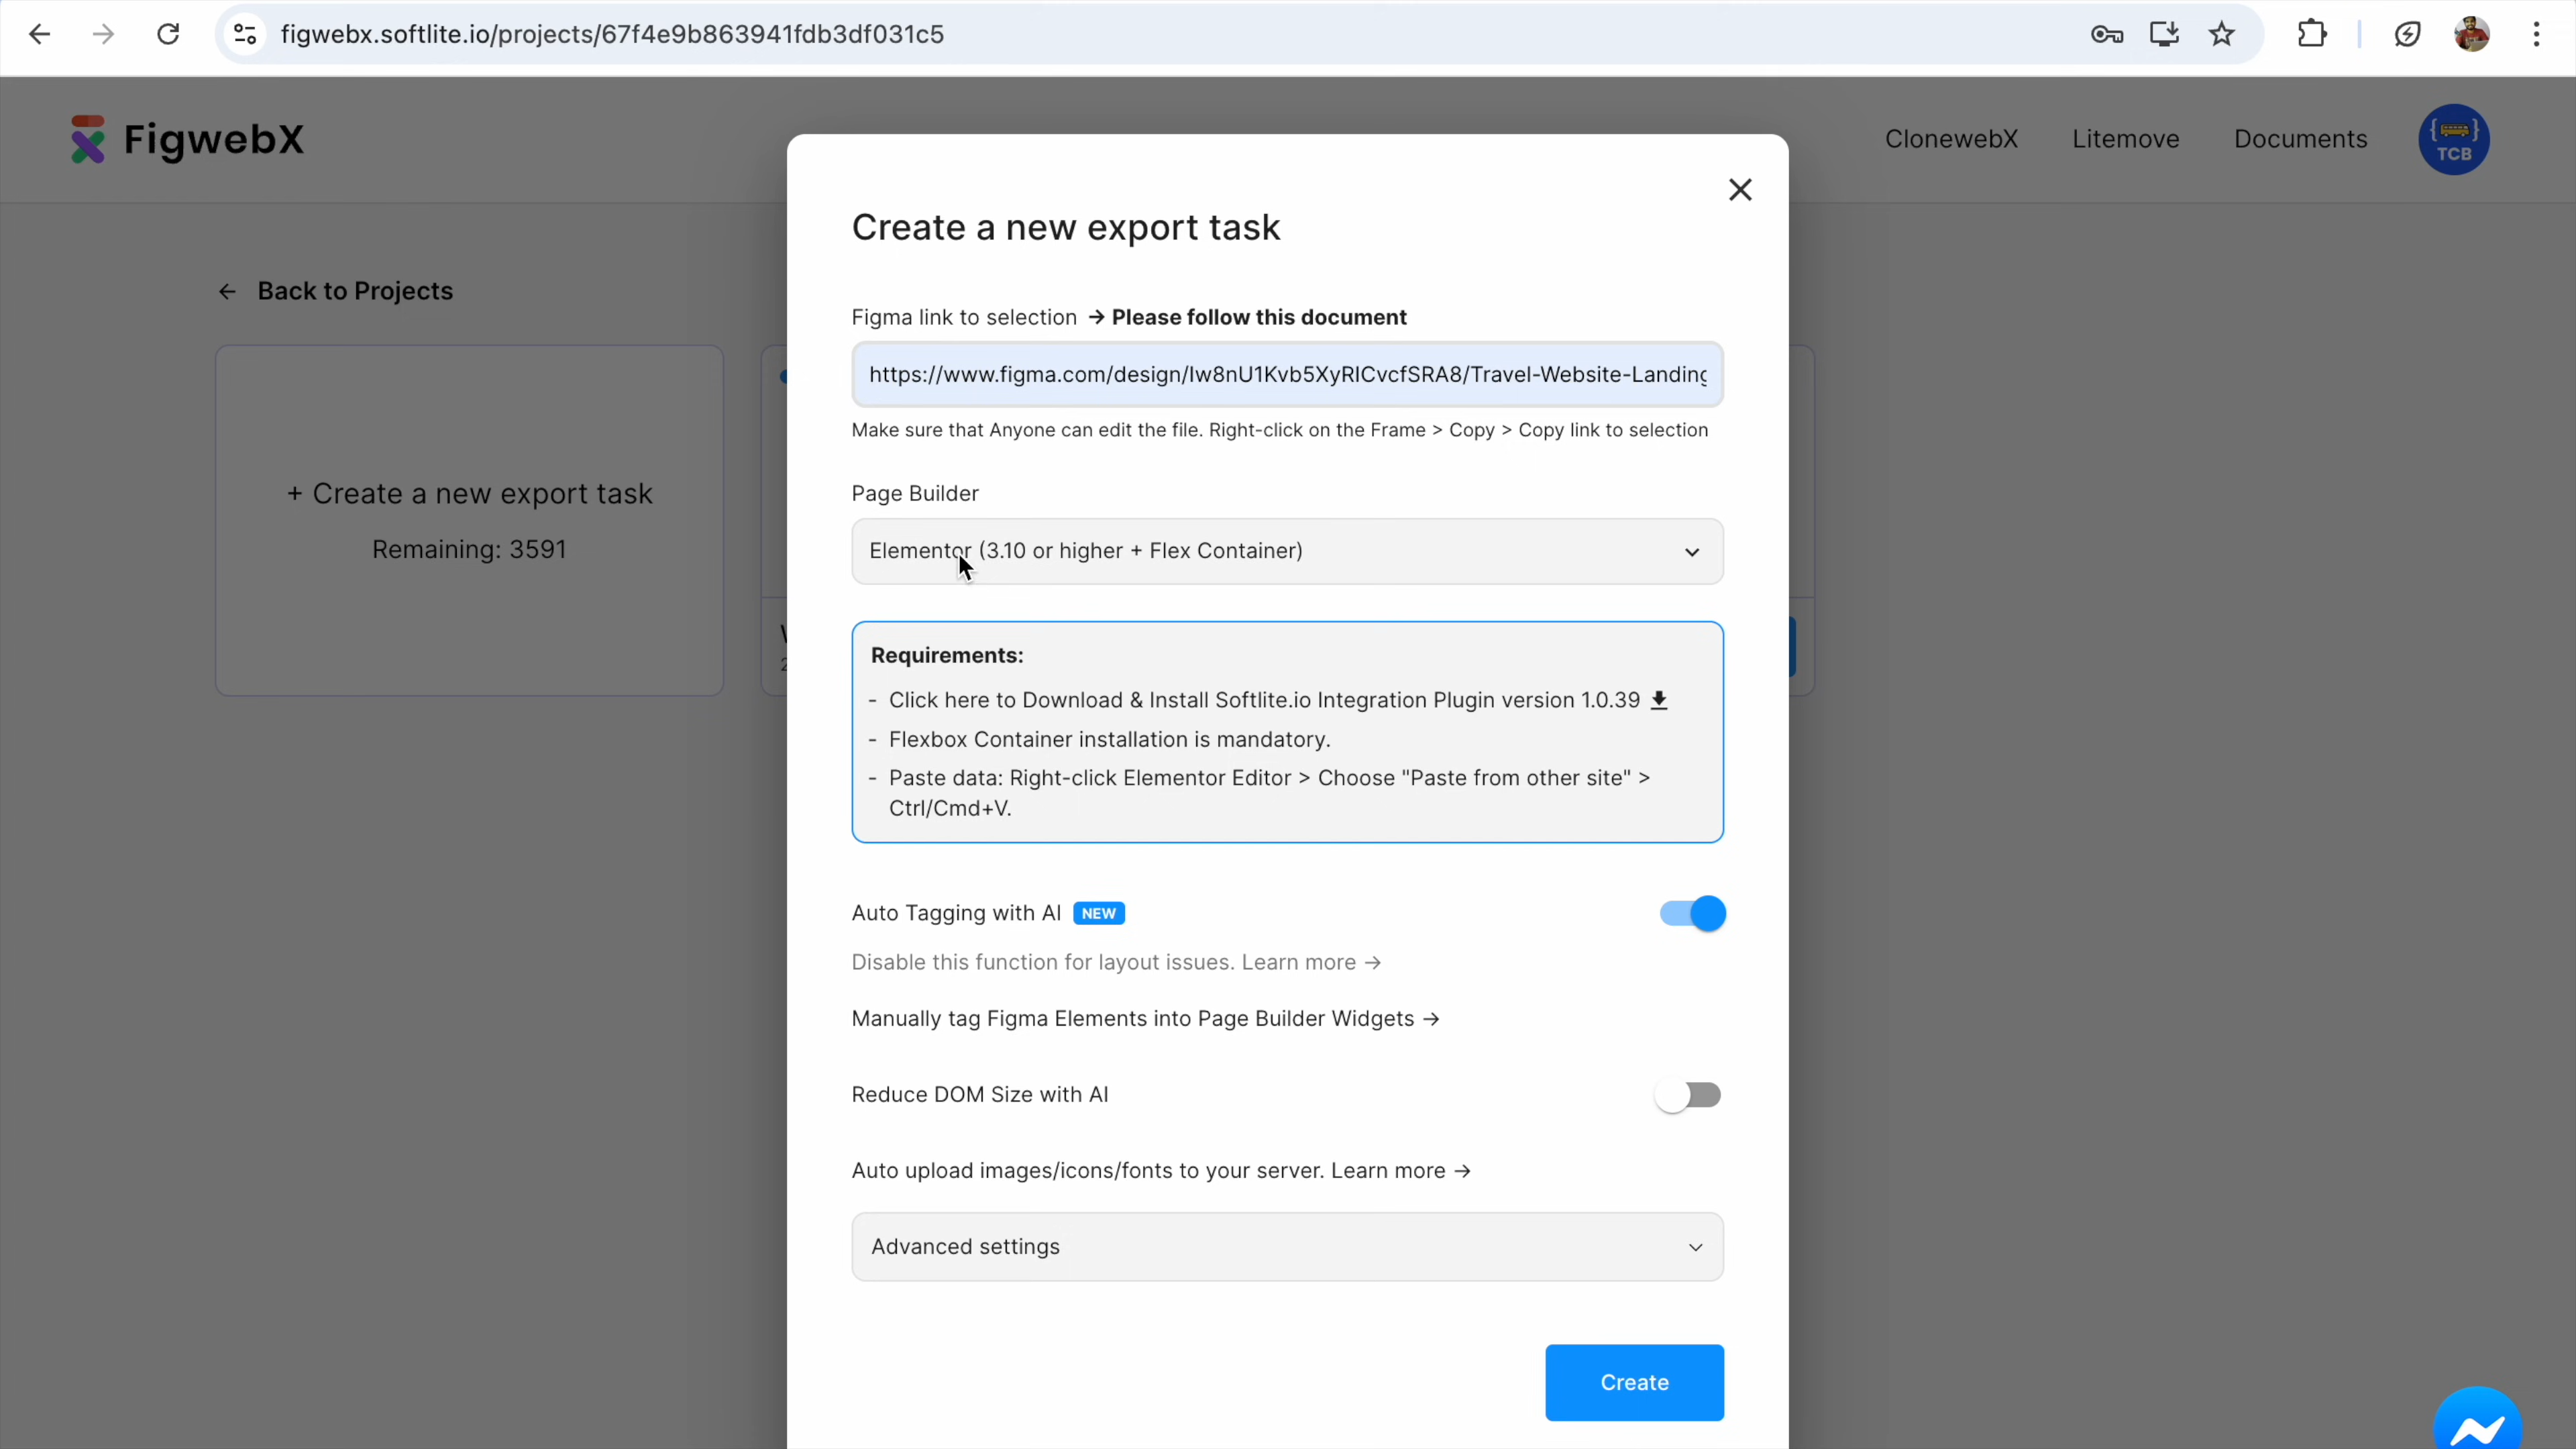 figwebx.softlite.io/projects/67f4e9b863941fdb3df031c5
FigwebX
ClonewebX
Litemove
Documents
TCB
Back to Projects
+ Create a new export task
Remaining: 3591
Create a new export task
Figma link to selection → Please follow this document
https://www.figma.com/design/Iw8nU1Kvb5XyRICvcfSRA8/Travel-Website-Landing
Make sure that Anyone can edit the file. Right-click on the Frame > Copy > Copy link to selection
Page Builder
Elementor (3.10 or higher + Flex Container)
Requirements:
- Click here to Download & Install Softlite.io Integration Plugin version 1.0.39
- Flexbox Container installation is mandatory.
- Paste data: Right-click Elementor Editor > Choose "Paste from other site" >
Ctrl/Cmd+V.
Auto Tagging with AI NEW
Disable this function for layout issues. Learn more →
Manually tag Figma Elements into Page Builder Widgets →
Reduce DOM Size with AI
Auto upload images/icons/fonts to your server. Learn more →
Advanced settings
Create